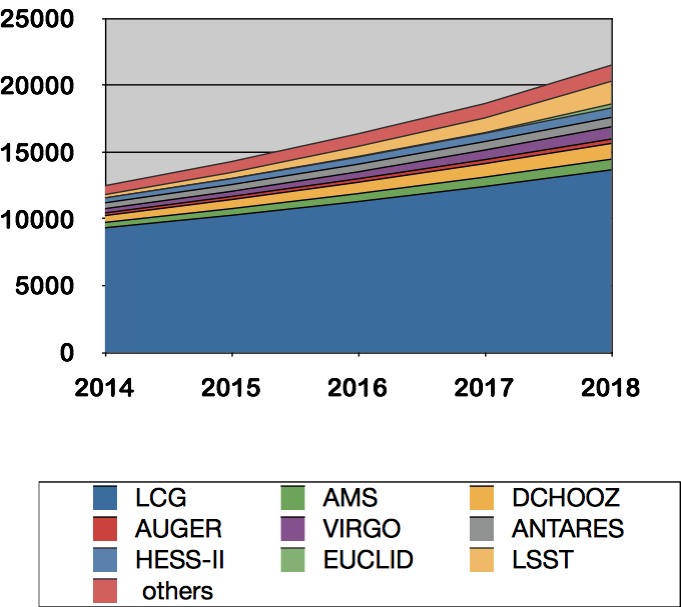 25000
20000
15000
10000
5000
0
2014 2015 2016 2017 2018
LCG AMS DCHOOZ
AUGER VIRGO ANTARES
HESS-II EUCLID LSST
others